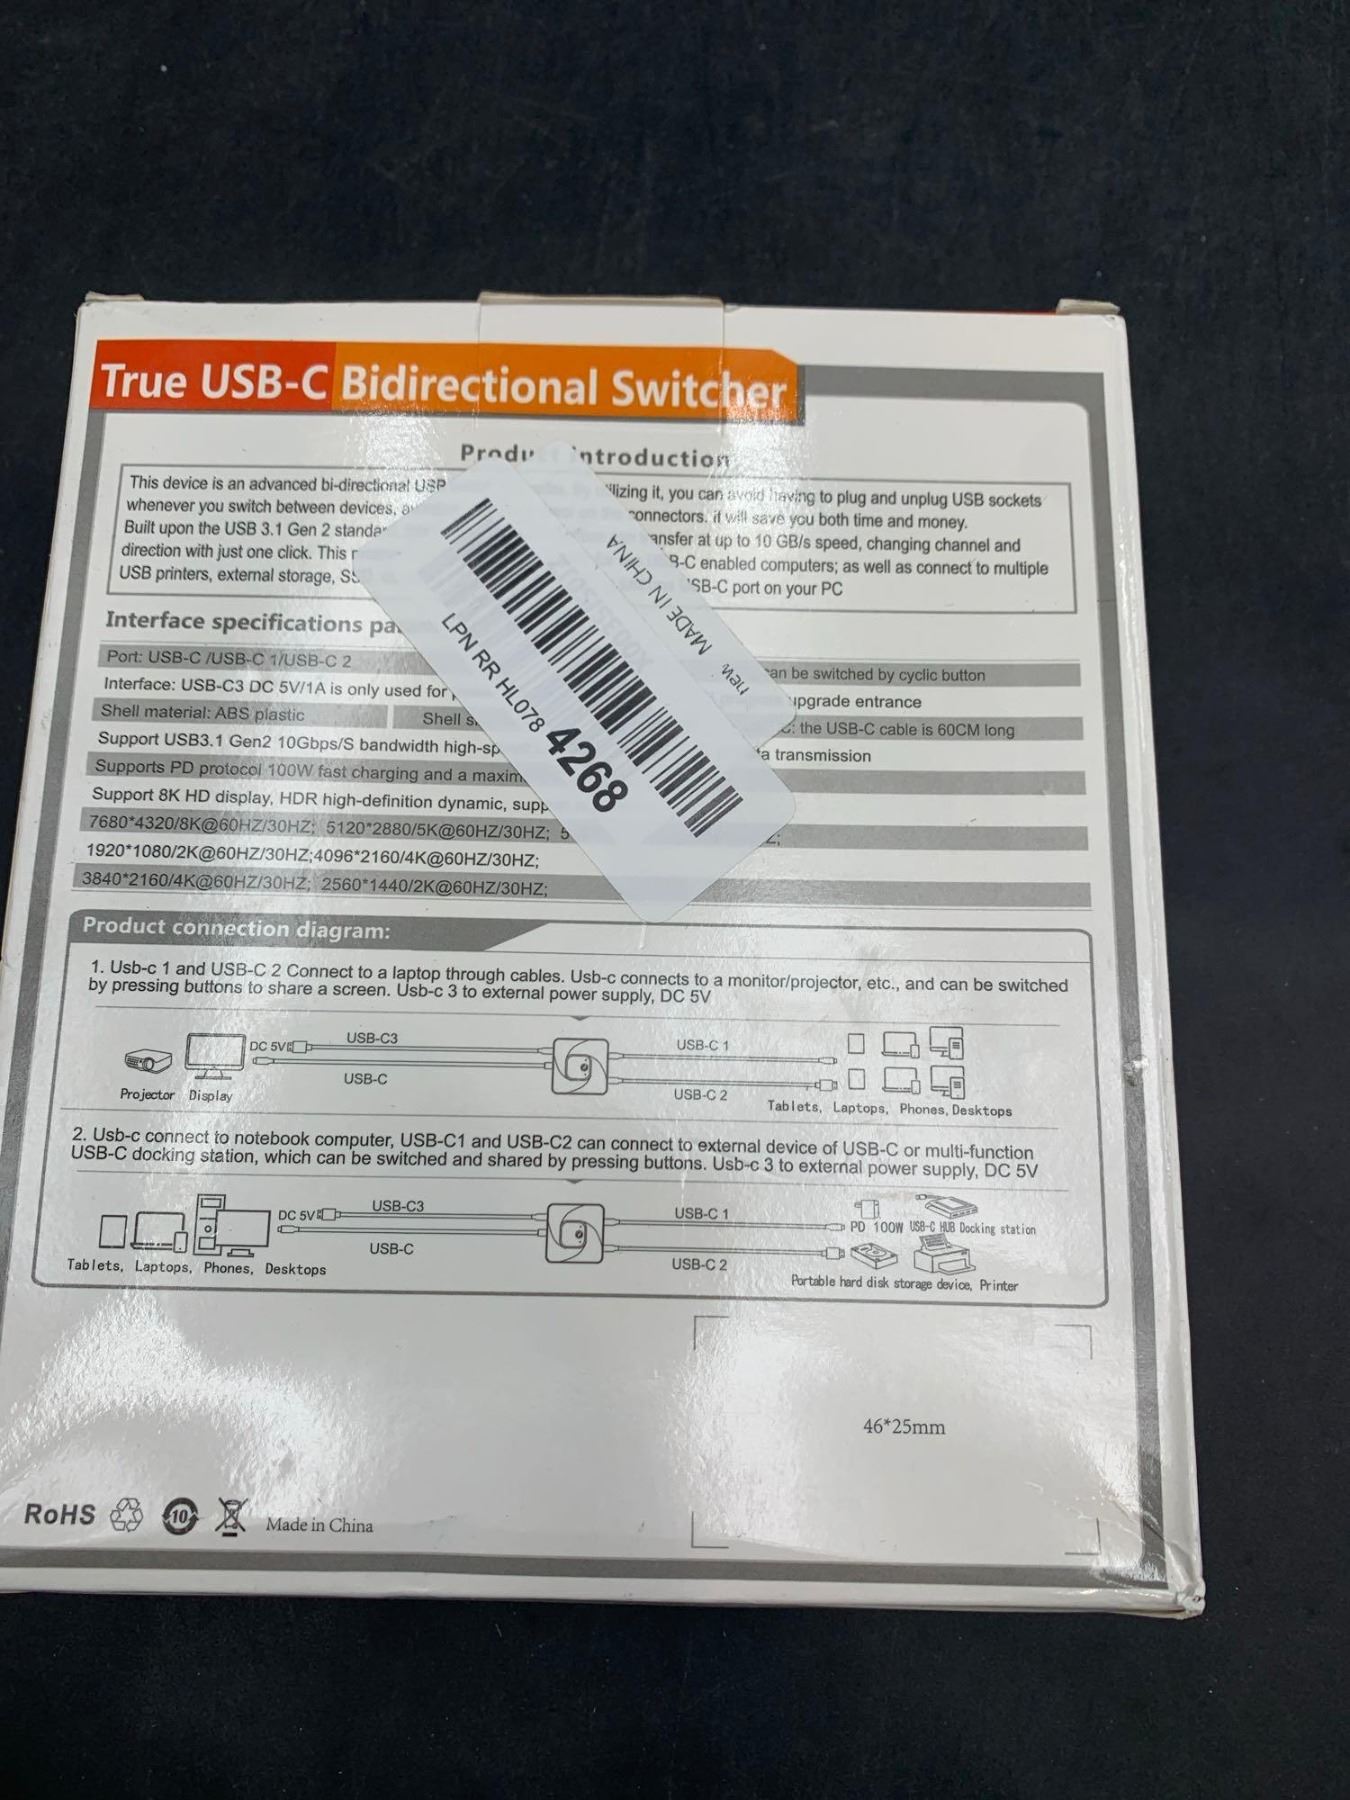 True USB-C Bidirectional Switcher
Introduction
This device is an advanced bi-directional USB
lizing it, you can avoid having to plug and unplug USB sockets
whenever you switch between devices,
connectors. it will save you both time and money.
Built upon the USB 3.1 Gen 2
transfer at up to 10 GB/s speed, changing channel and
direction with just one click. This
B-C enabled computers; as well as connect to multiple
USB printers, external storage,
SB-C port on your PC
Interface specifications
Port: USB-C /USB-C 1/USB-C 2
can be switched by cyclic button
Interface: USB-C3 DC 5V/1A is only used for
upgrade entrance
Shell material: ABS plastic
Shell
the USB-C cable is 60CM long
Support USB3.1 Gen2 10Gbps/S bandwidth
transmission
Supports PD protocol 100W fast charging and a
Support 8K HD display, HDR high-definition dynamic,
7680*4320/8K@60HZ/30HZ; 5120*2880/5K@60HZ/30HZ; 5
1920*1080/2K@60HZ/30HZ;4096*2160/4K@60HZ/30HZ;
3840*2160/4K@60HZ/30HZ; 2560*1440/2K@60HZ/30HZ;
MADE IN CHINA
new
LPN RR HL078 4268
Product connection diagram:
1. Usb-c 1 and USB-C 2 Connect to a laptop through cables. Usb-c connects to a monitor/projector, etc., and can be switched
by pressing buttons to share a screen. Usb-c 3 to external power supply, DC 5V
DC 5V
USB-C3
USB-C 1
USB-C
USB-C 2
Projector Display
Tablets, Laptops, Phones, Desktops
2. Usb-c connect to notebook computer, USB-C1 and USB-C2 can connect to external device of USB-C or multi-function
USB-C docking station, which can be switched and shared by pressing buttons. Usb-c 3 to external power supply, DC 5V
DC 5V
USB-C3
USB-C 1
PD 100W USB-C HUB Docking station
USB-C
USB-C 2
Tablets, Laptops, Phones, Desktops
Portable hard disk storage device, Printer
46*25mm
RoHS 10 Made in China